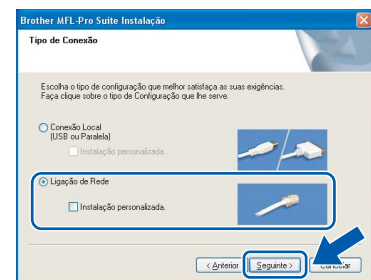 Brother MFL-Pro Suite Instalação
Tipo de Conexão
Escolha o tipo de configuração que melhor satisfaça as suas exigências.
Faça clique sobre o tipo de Configuração que lhe serve.
Conexão Local
(USB ou Paralela)
Instalação personalizada.
Ligação de Rede
Instalação personalizada.
< Anterior Seguinte > Cancelar